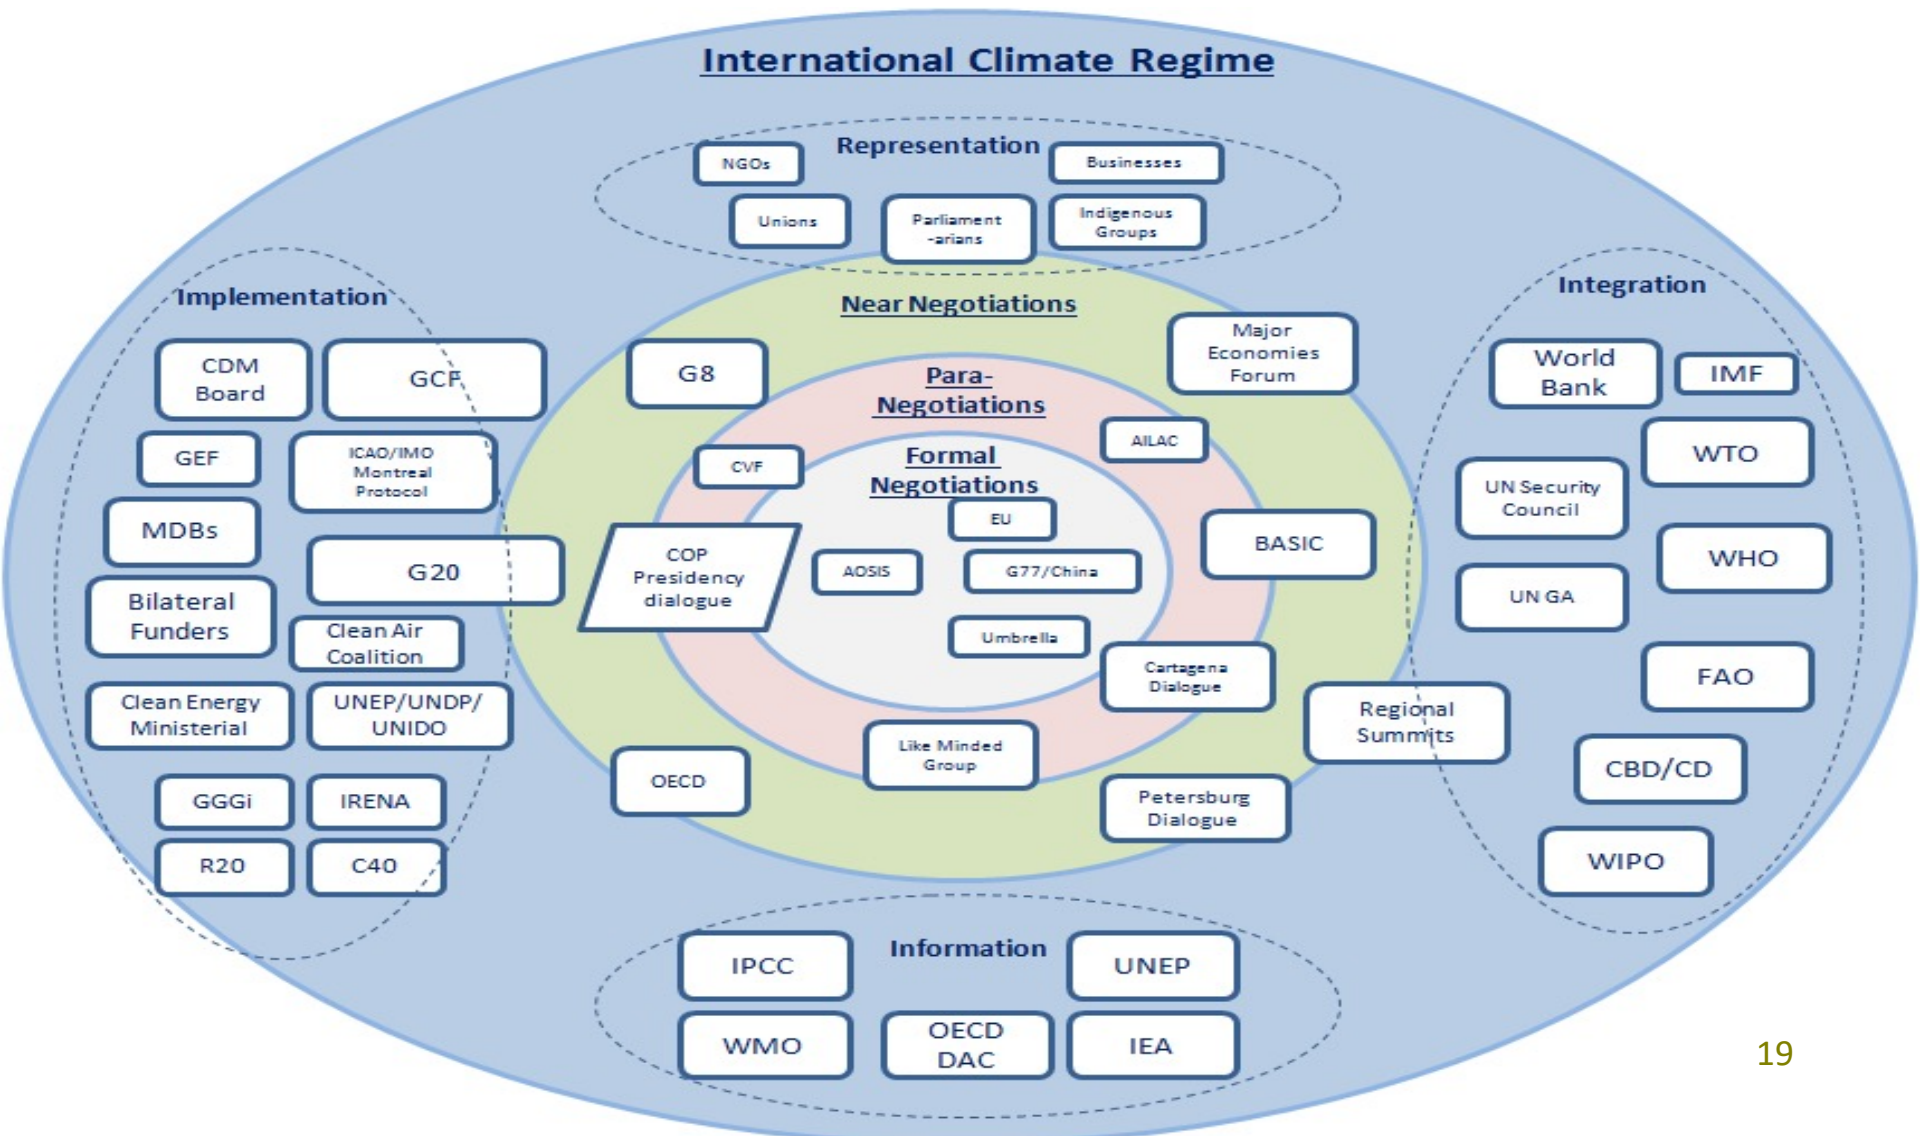 International Climate Regime
Representation
NGOs
Businesses
Unions
Parliament
-arians
Indigenous
Groups
Implementation
CDM
Board
GCF
GEF
ICAO/IMO
Montreal
Protocol
MDBs
G20
Bilateral
Funders
Clean Air
Coalition
Clean Energy
Ministerial
UNEP/UNDP/
UNIDO
GGGi
IRENA
R20
C40
Near Negotiations
G8
Major
Economies
Forum
Para-
Negotiations
CVF
AILAC
Formal
Negotiations
EU
AOSIS
G77/China
Umbrella
COP
Presidency
dialogue
BASIC
Cartagena
Dialogue
Like Minded
Group
OECD
Petersburg
Dialogue
Regional
Summits
Integration
World
Bank
IMF
WTO
UN Security
Council
WHO
UN GA
FAO
CBD/CD
WIPO
Information
IPCC
UNEP
WMO
OECD
DAC
IEA
19